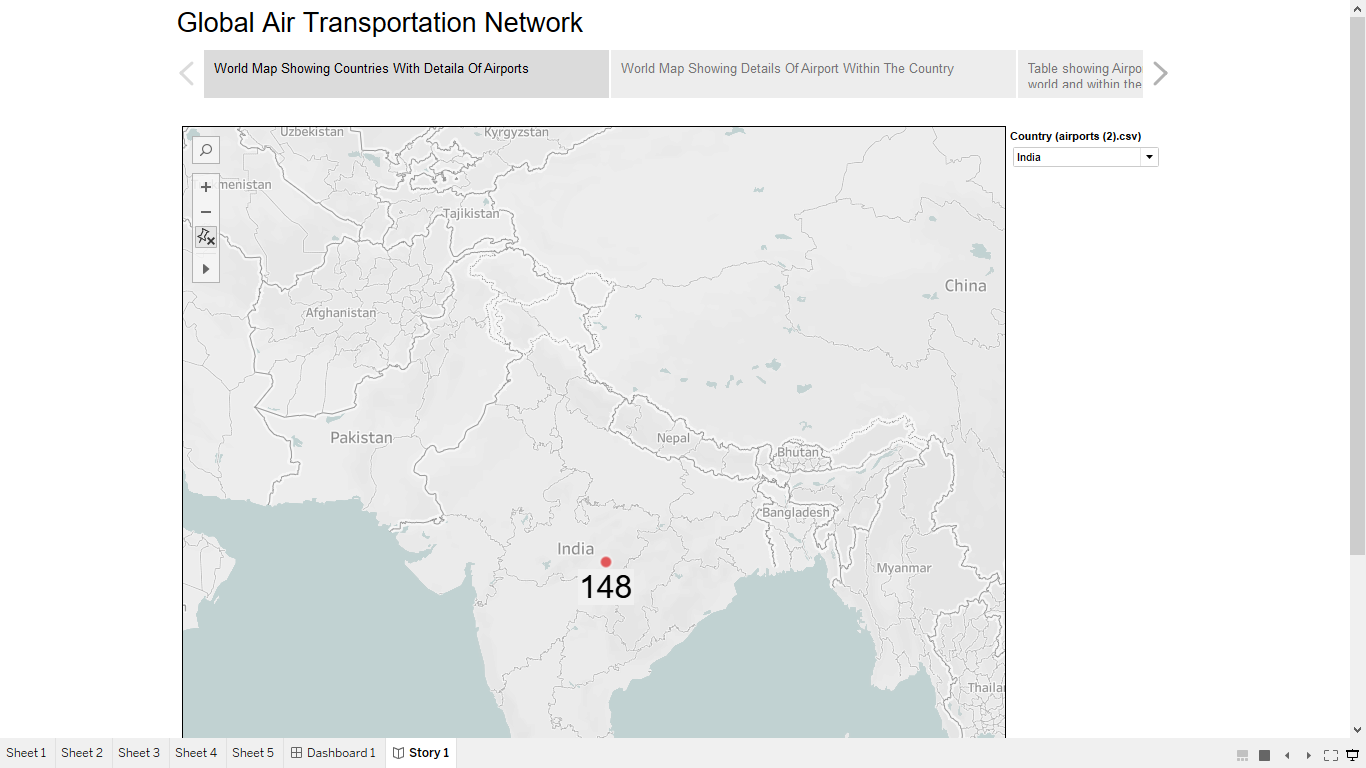 Global Air Transportation Network
World Map Showing Countries With Detaila Of Airports
World Map Showing Details Of Airport Within The Country
Table showing Airpo
world and within the
Country (airports (2).csv)
India
Uzbekistan
Kyrgyzstan
menistan
Tajikistan
China
Afghanistan
Pakistan
Nepal
Bhutan
Bangladesh
India
148
Myanmar
Thailar
Sheet 1
Sheet 2
Sheet 3
Sheet 4
Sheet 5
Dashboard 1
Story 1